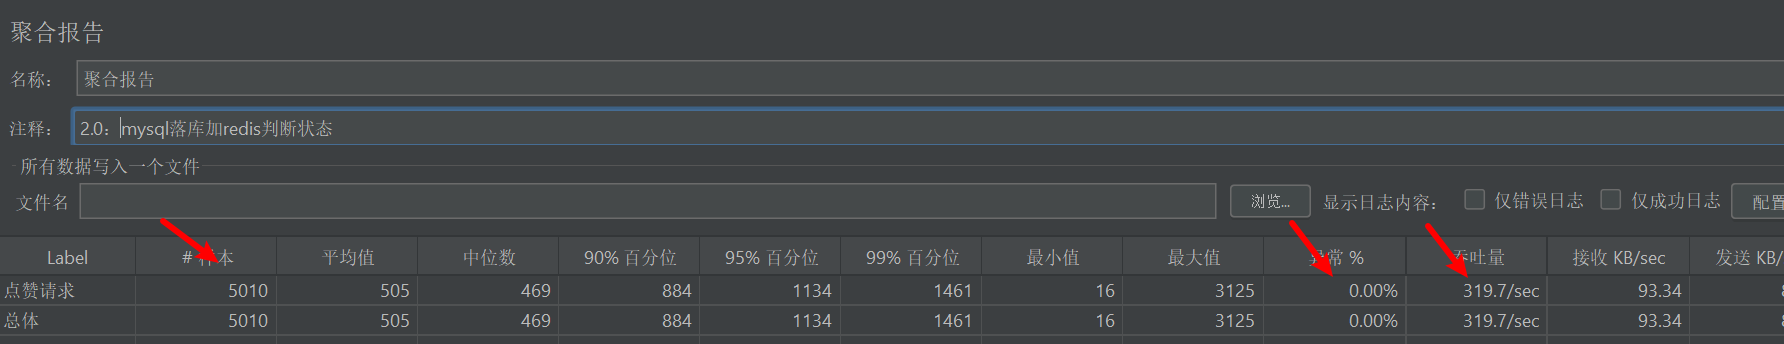 聚合报告
名称： 聚合报告
注释： 2.0：mysql落库加redis判断状态
所有数据写入一个文件
文件名 浏览... 显示日志内容： 仅错误日志 仅成功日志 配置
Label # 样本 平均值 中位数 90% 百分位 95% 百分位 99% 百分位 最小值 最大值 异常 % 吞吐量 接收 KB/sec 发送 KB/
点赞请求 5010 505 469 884 1134 1461 16 3125 0.00% 319.7/sec 93.34
总体 5010 505 469 884 1134 1461 16 3125 0.00% 319.7/sec 93.34